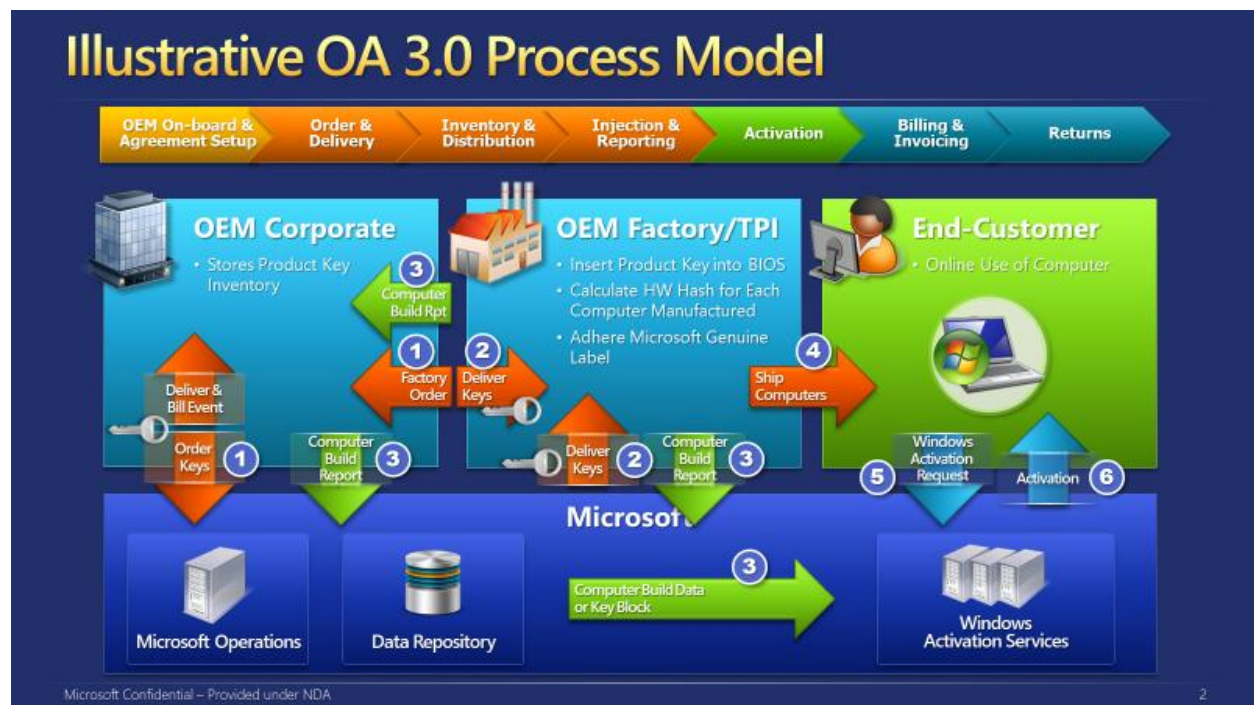 Illustrative OA 3.0 Process Model
OEM On-board &
Agreement Setup
Order &
Delivery
Inventory &
Distribution
Injection &
Reporting
Activation
Billing &
Invoicing
Returns
OEM Corporate
• Stores Product Key
Inventory
3
Computer
Build Rpt
1
Factory
Order
Deliver &
Bill Event
Order
Keys
1
Computer
Build
Report
3
OEM Factory/TPI
• Insert Product Key into BIOS
• Calculate HW Hash for Each
Computer Manufactured
• Adhere Microsoft Genuine
Label
2
Deliver
Keys
Deliver
Keys
2
Computer
Build
Report
3
4
Ship
Computers
End-Customer
• Online Use of Computer
5
Windows
Activation
Request
Activation
6
Microsoft
Microsoft Operations
Data Repository
3
Computer Build Data
or Key Block
Windows
Activation Services
Microsoft Confidential – Provided under NDA
2